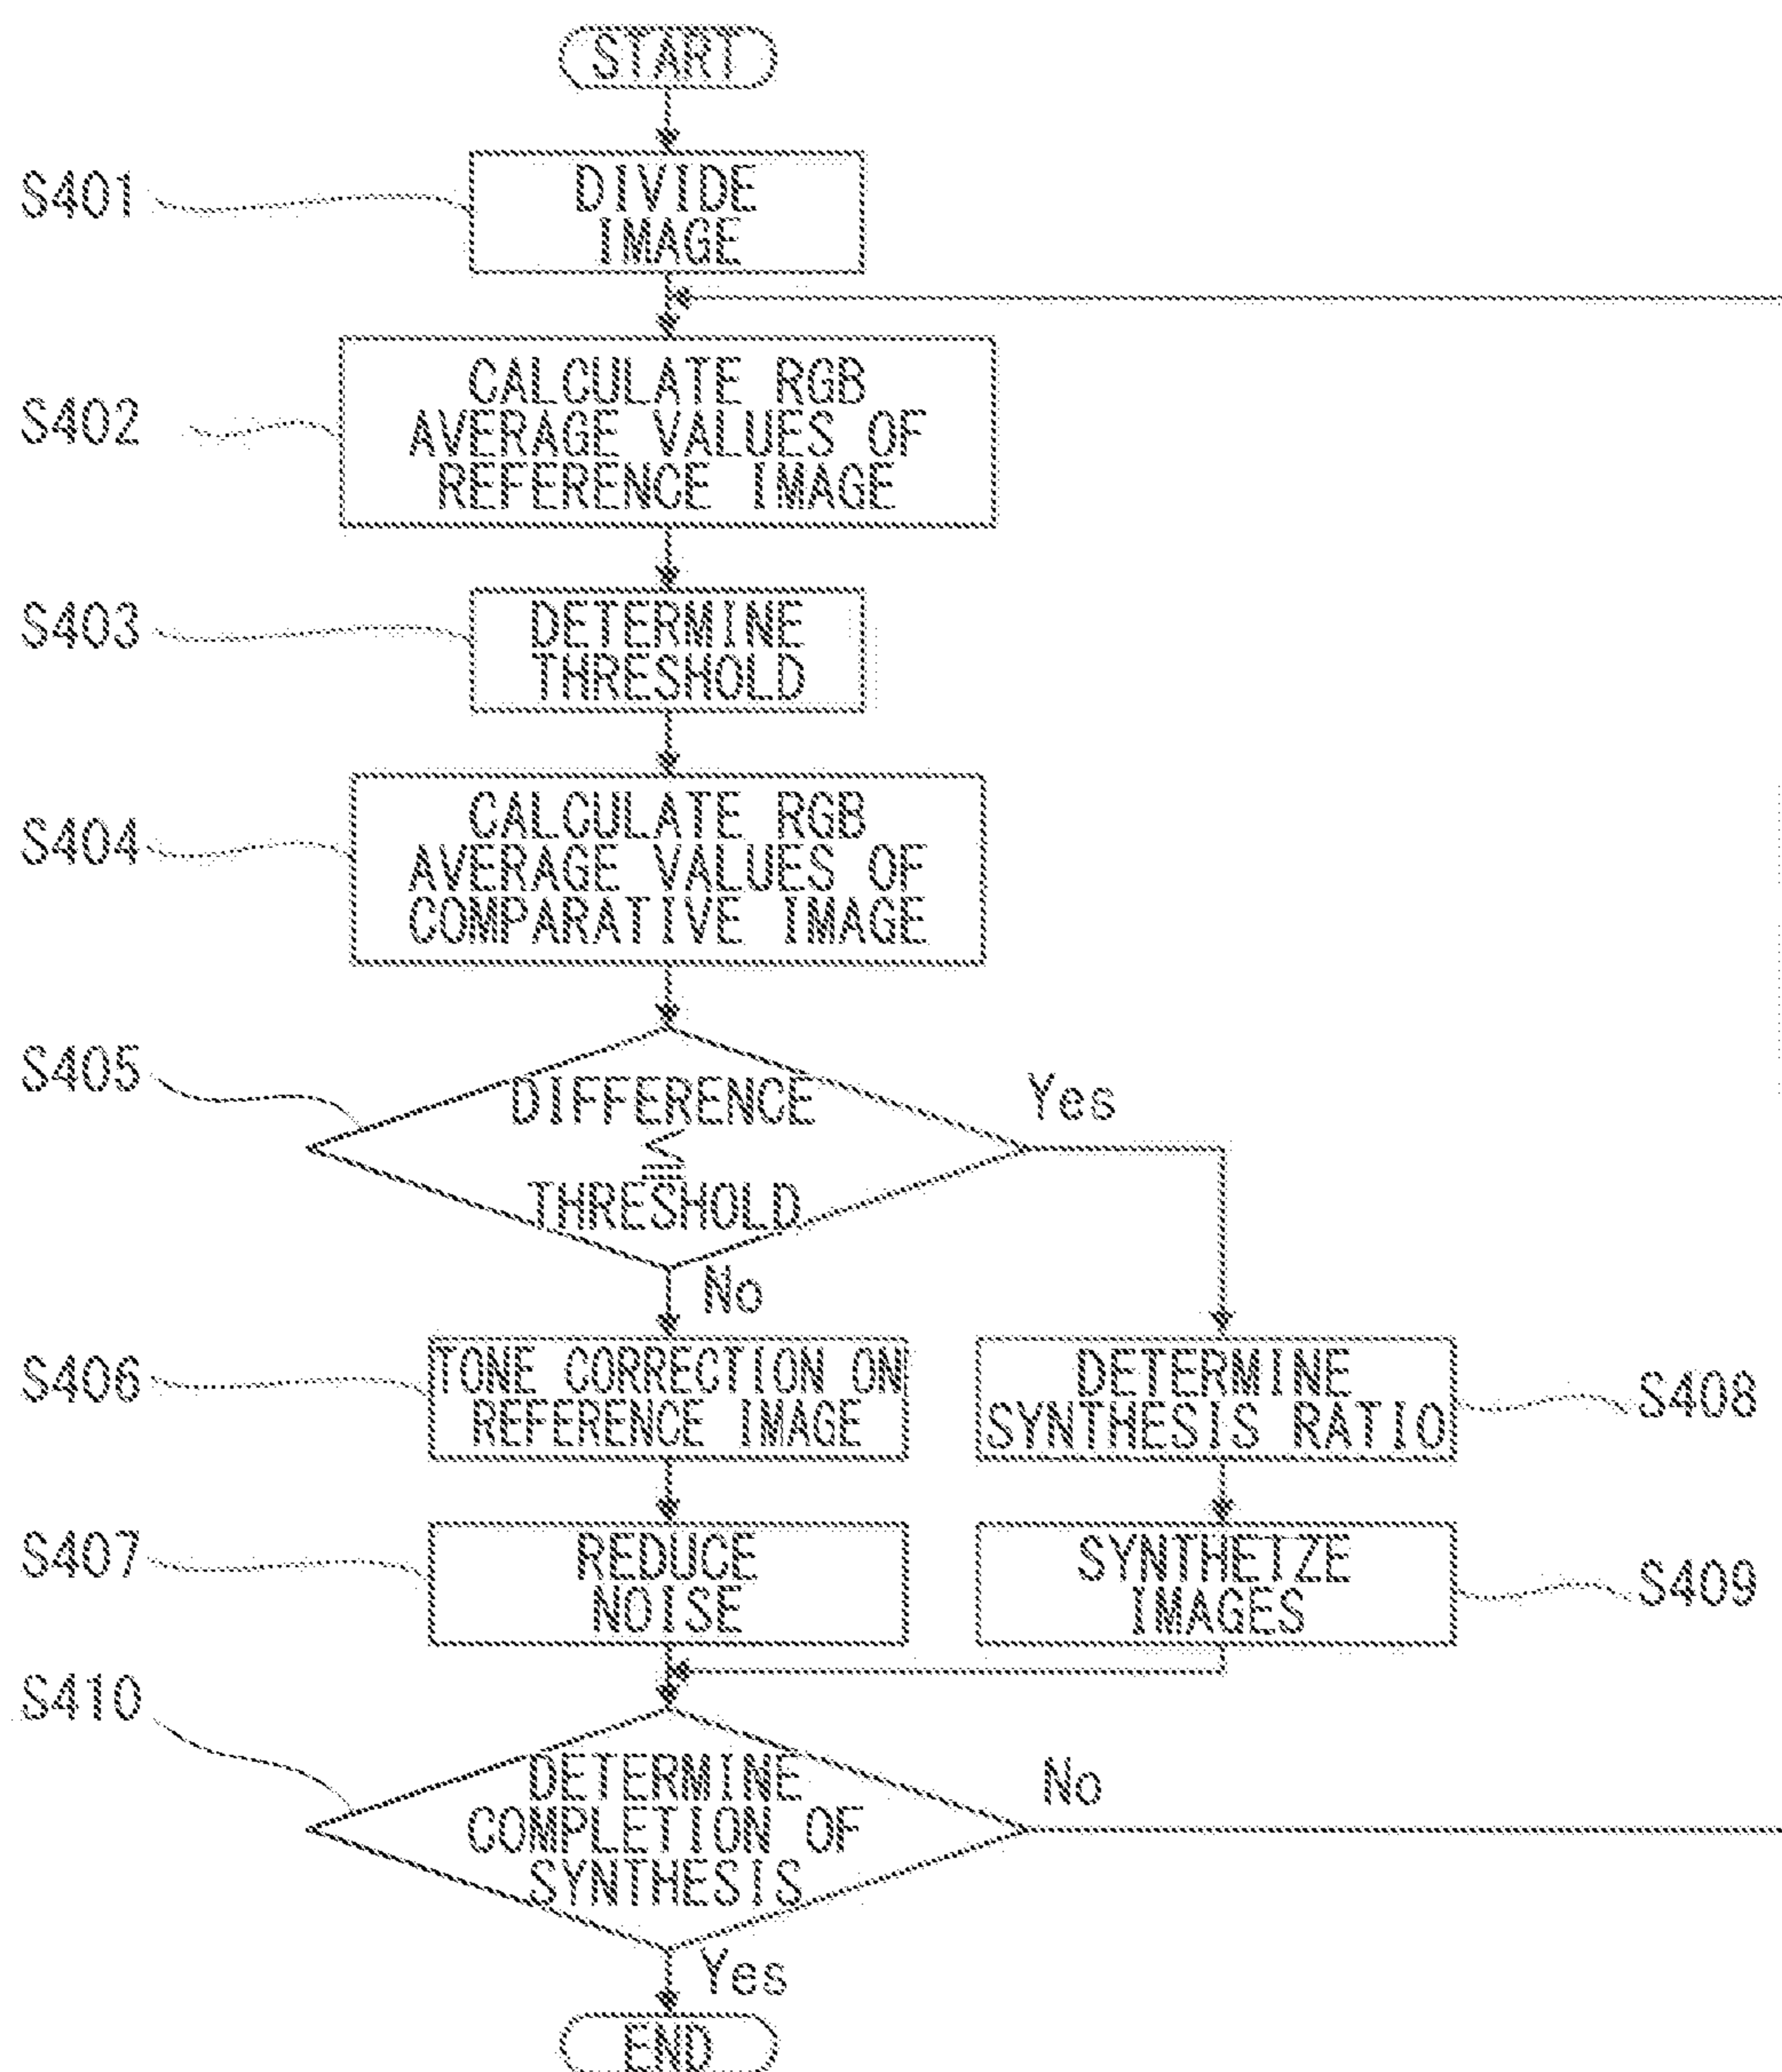 START
S401
DIVIDE
IMAGE
S402
CALCULATE RGB
AVERAGE VALUES OF
REFERENCE IMAGE
S403
DETERMINE
THRESHOLD
S404
CALCULATE RGB
AVERAGE VALUES OF
COMPARATIVE IMAGE
S405
DIFFERENCE
≦
THRESHOLD
Yes
No
S406
TONE CORRECTION ON
REFERENCE IMAGE
DETERMINE
SYNTHESIS RATIO
S408
S407
REDUCE
NOISE
SYNTHEIZE
IMAGES
S409
S410
DETERMINE
COMPLETION OF
SYNTHESIS
No
Yes
END